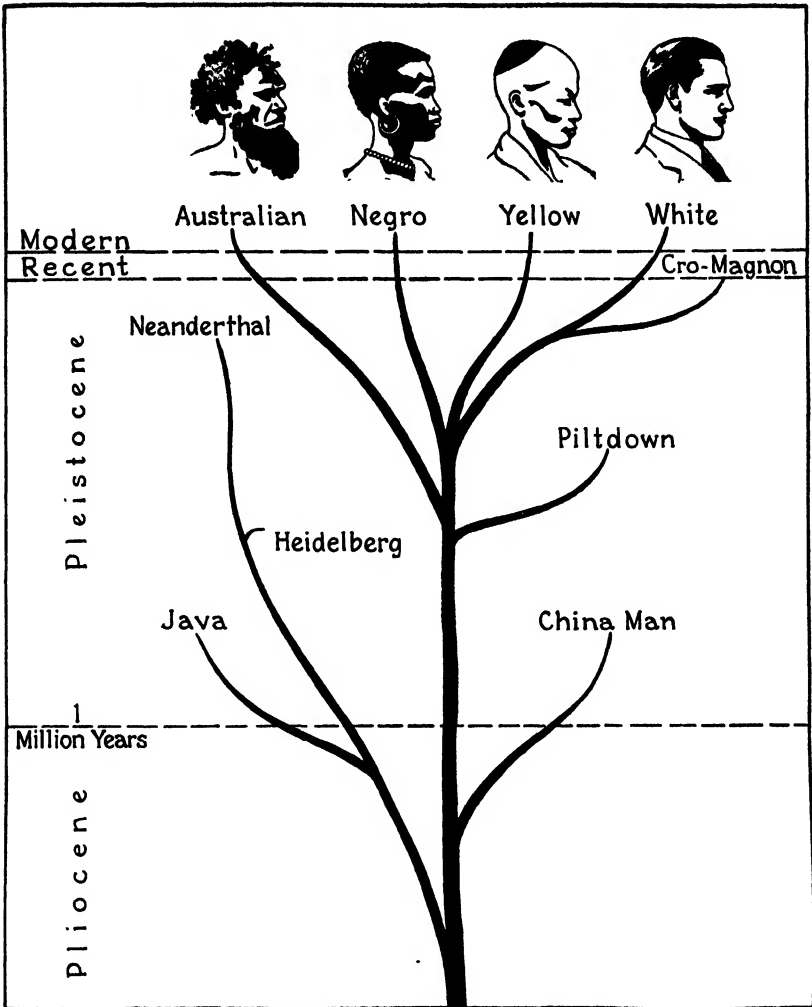 Australian Negro Yellow White
Modern
Recent
Cro-Magnon
Neanderthal
Pleistocene
Piltdown
Heidelberg
Java
China Man
1
Million Years
Pliocene